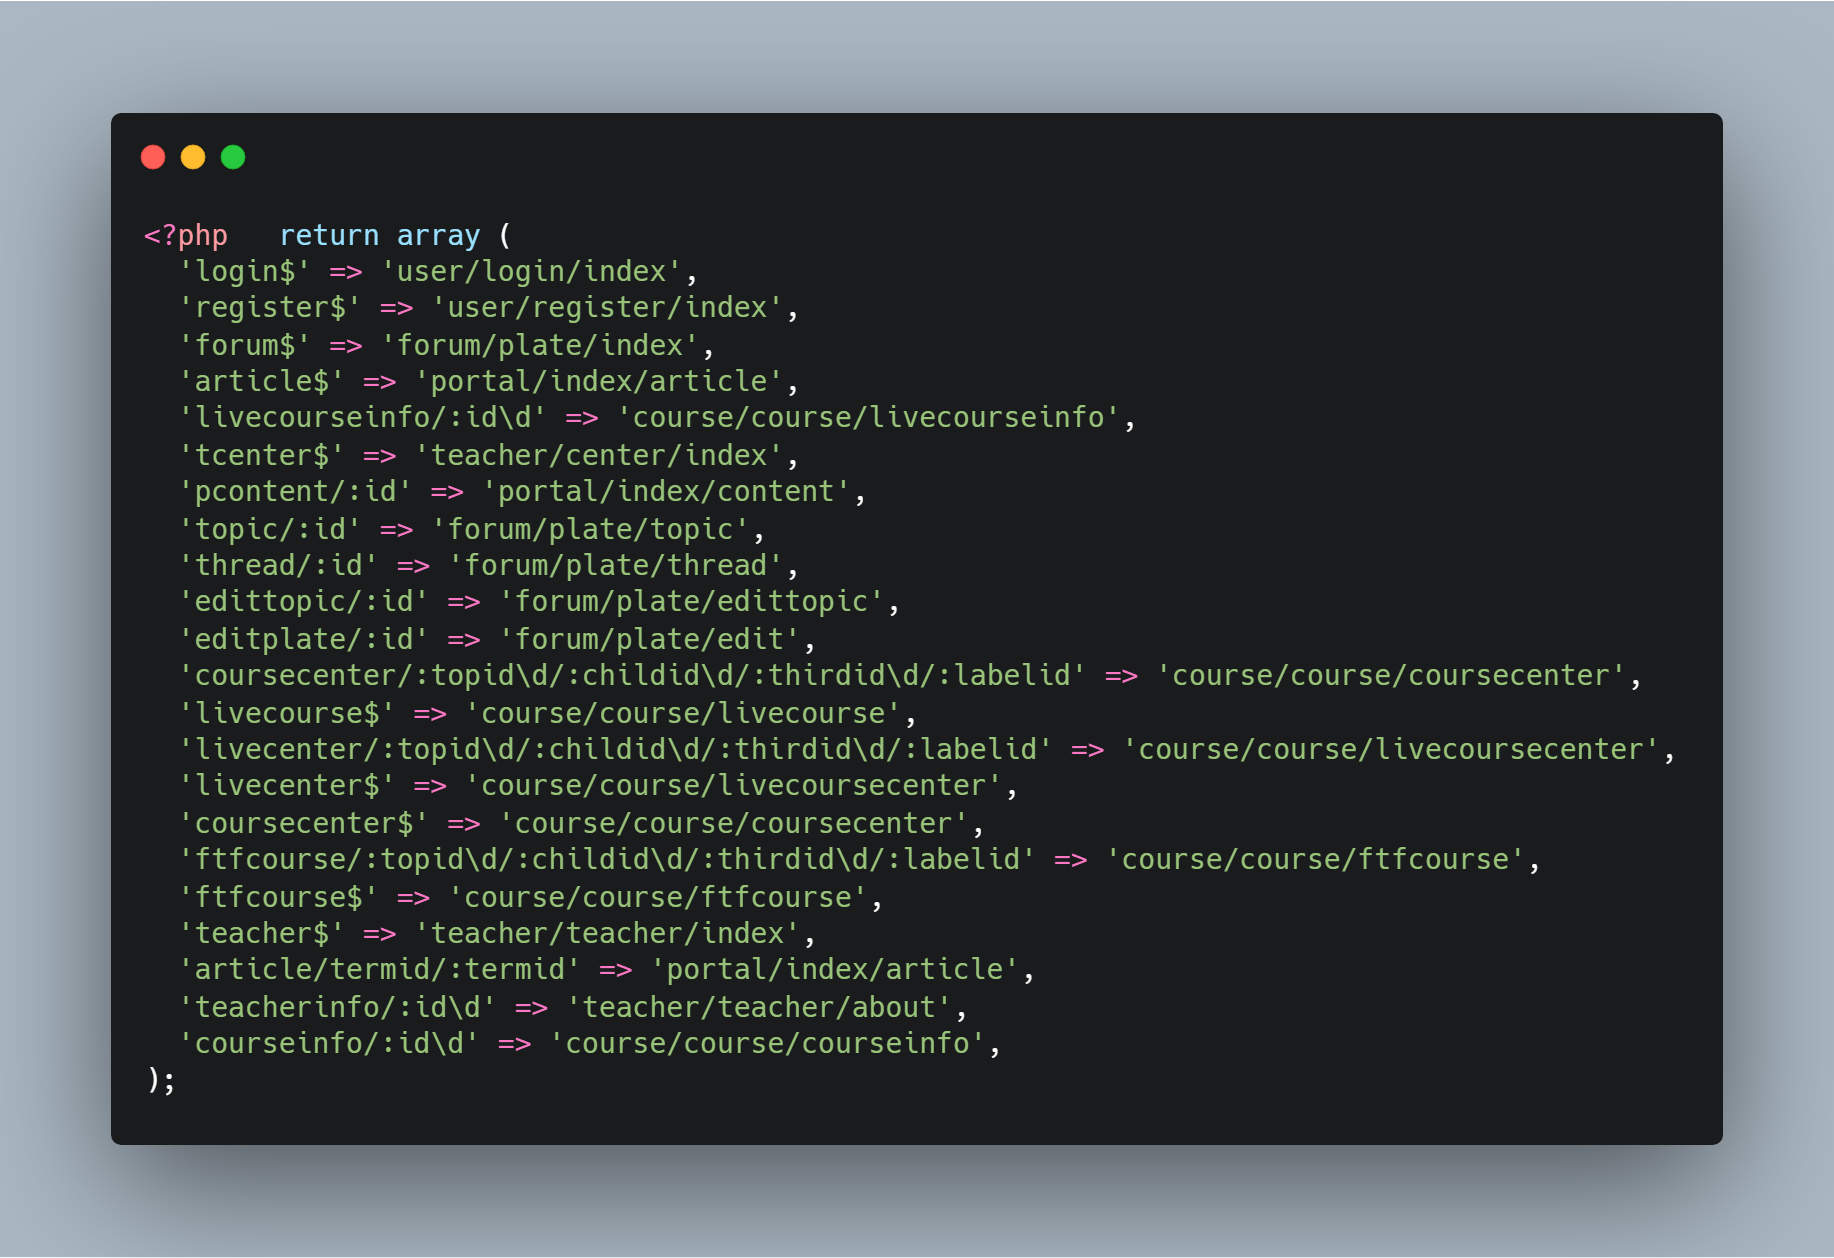 <?php   return array (
  'login$' => 'user/login/index',
  'register$' => 'user/register/index',
  'forum$' => 'forum/plate/index',
  'article$' => 'portal/index/article',
  'livecourseinfo/:id\d' => 'course/course/livecourseinfo',
  'tcenter$' => 'teacher/center/index',
  'pcontent/:id' => 'portal/index/content',
  'topic/:id' => 'forum/plate/topic',
  'thread/:id' => 'forum/plate/thread',
  'edittopic/:id' => 'forum/plate/edittopic',
  'editplate/:id' => 'forum/plate/edit',
  'coursecenter/:topid\d/:childid\d/:thirdid\d/:labelid' => 'course/course/coursecenter',
  'livecourse$' => 'course/course/livecourse',
  'livecenter/:topid\d/:childid\d/:thirdid\d/:labelid' => 'course/course/livecoursecenter',
  'livecenter$' => 'course/course/livecoursecenter',
  'coursecenter$' => 'course/course/coursecenter',
  'ftfcourse/:topid\d/:childid\d/:thirdid\d/:labelid' => 'course/course/ftfcourse',
  'ftfcourse$' => 'course/course/ftfcourse',
  'teacher$' => 'teacher/teacher/index',
  'article/termid/:termid' => 'portal/index/article',
  'teacherinfo/:id\d' => 'teacher/teacher/about',
  'courseinfo/:id\d' => 'course/course/courseinfo',
);